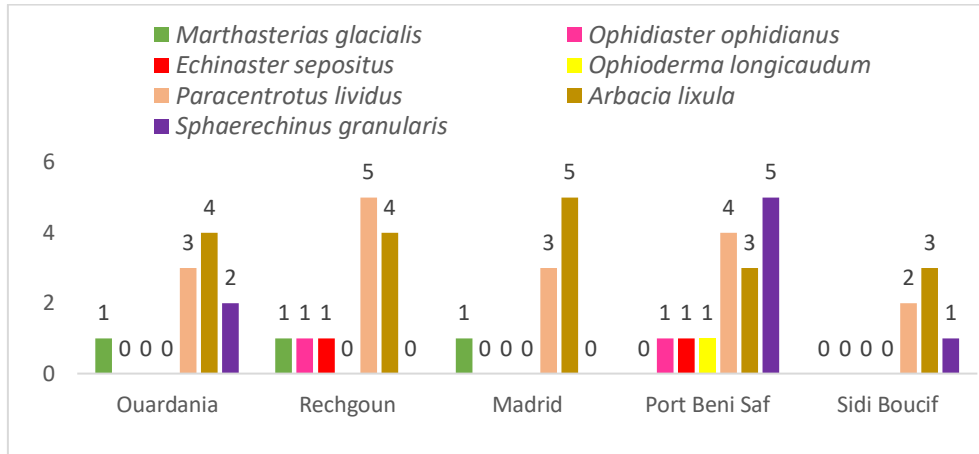 Marthasterias glacialis Ophidiaster ophidianus
Echinaster sepositus Ophioderma longicaudum
Paracentrotus lividus Arbacia lixula
Sphaerechinus granularis
6
5 5 5
4 4 4
4
3 3 3 3
2 2
2
1 1 1 1 1 1 1 1 1
0 0 0 0 0 0 0 0 0 0 0 0 0 0
0
Ouardania Rechgoun Madrid Port Beni Saf Sidi Boucif